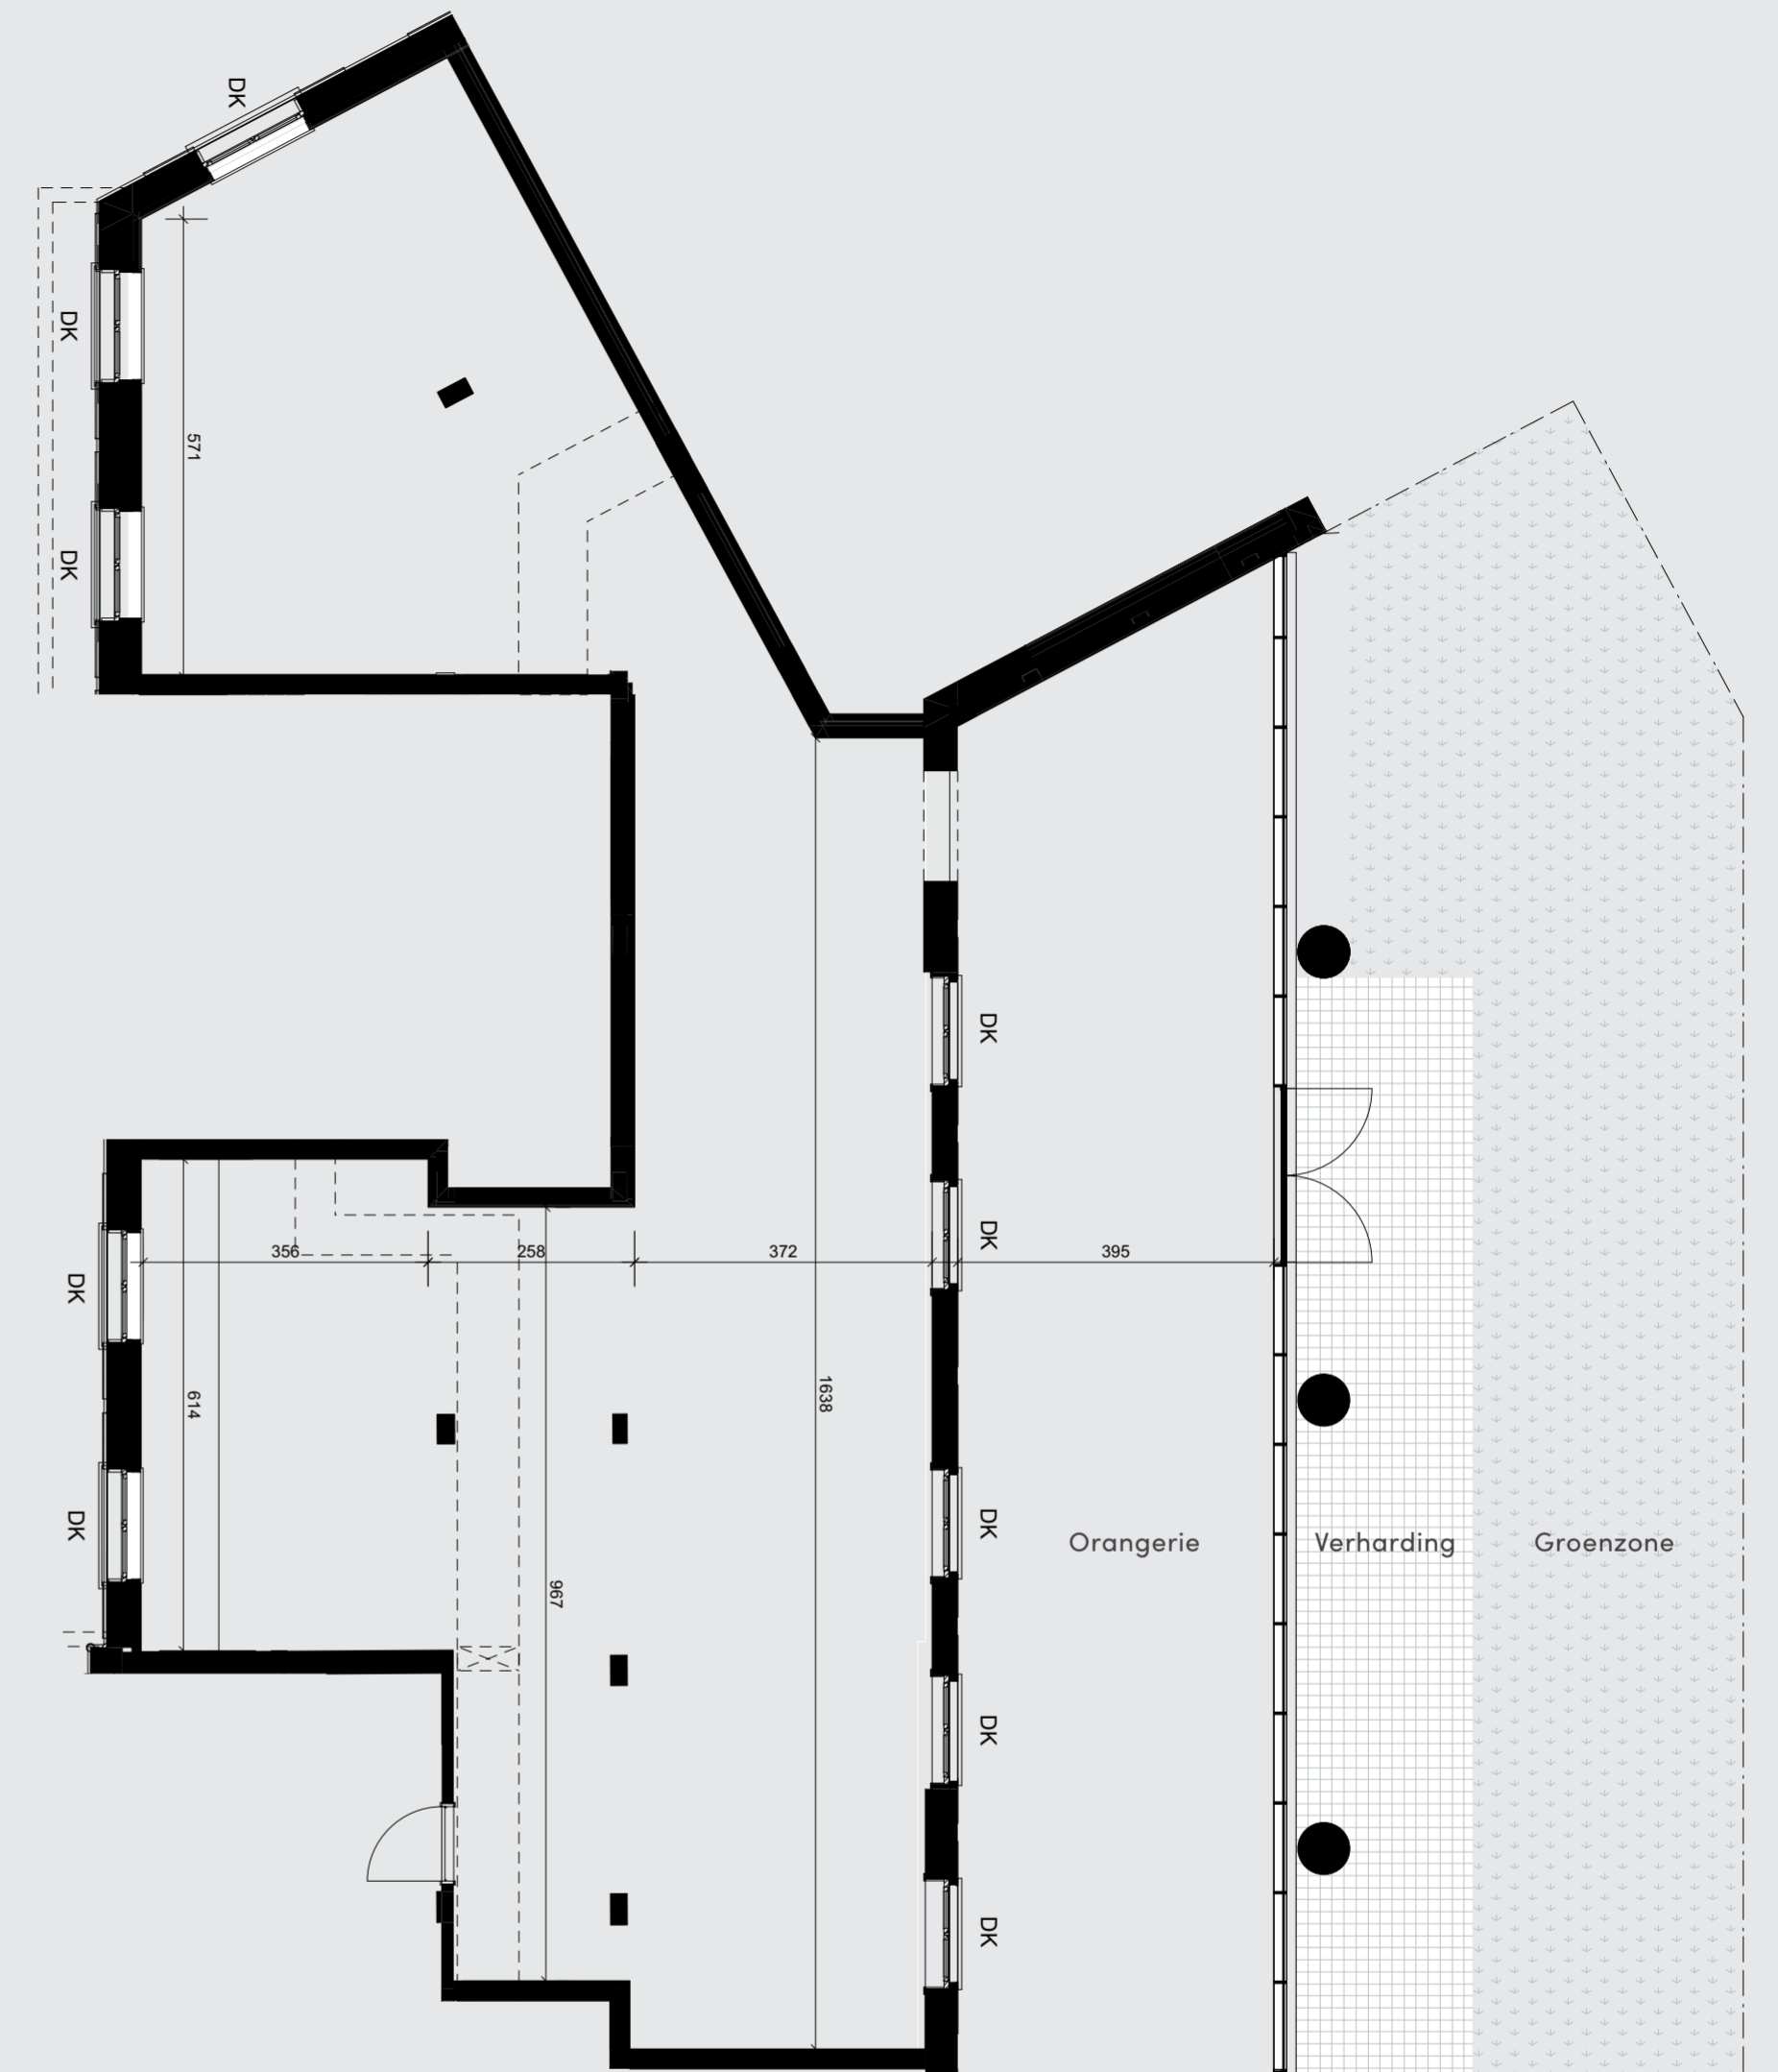 DK
DK
571
DK
DK
DK
356
258
372
395
DK
614
1638
DK
DK
Orangerie
Verharding
Groenzone
967
DK
DK